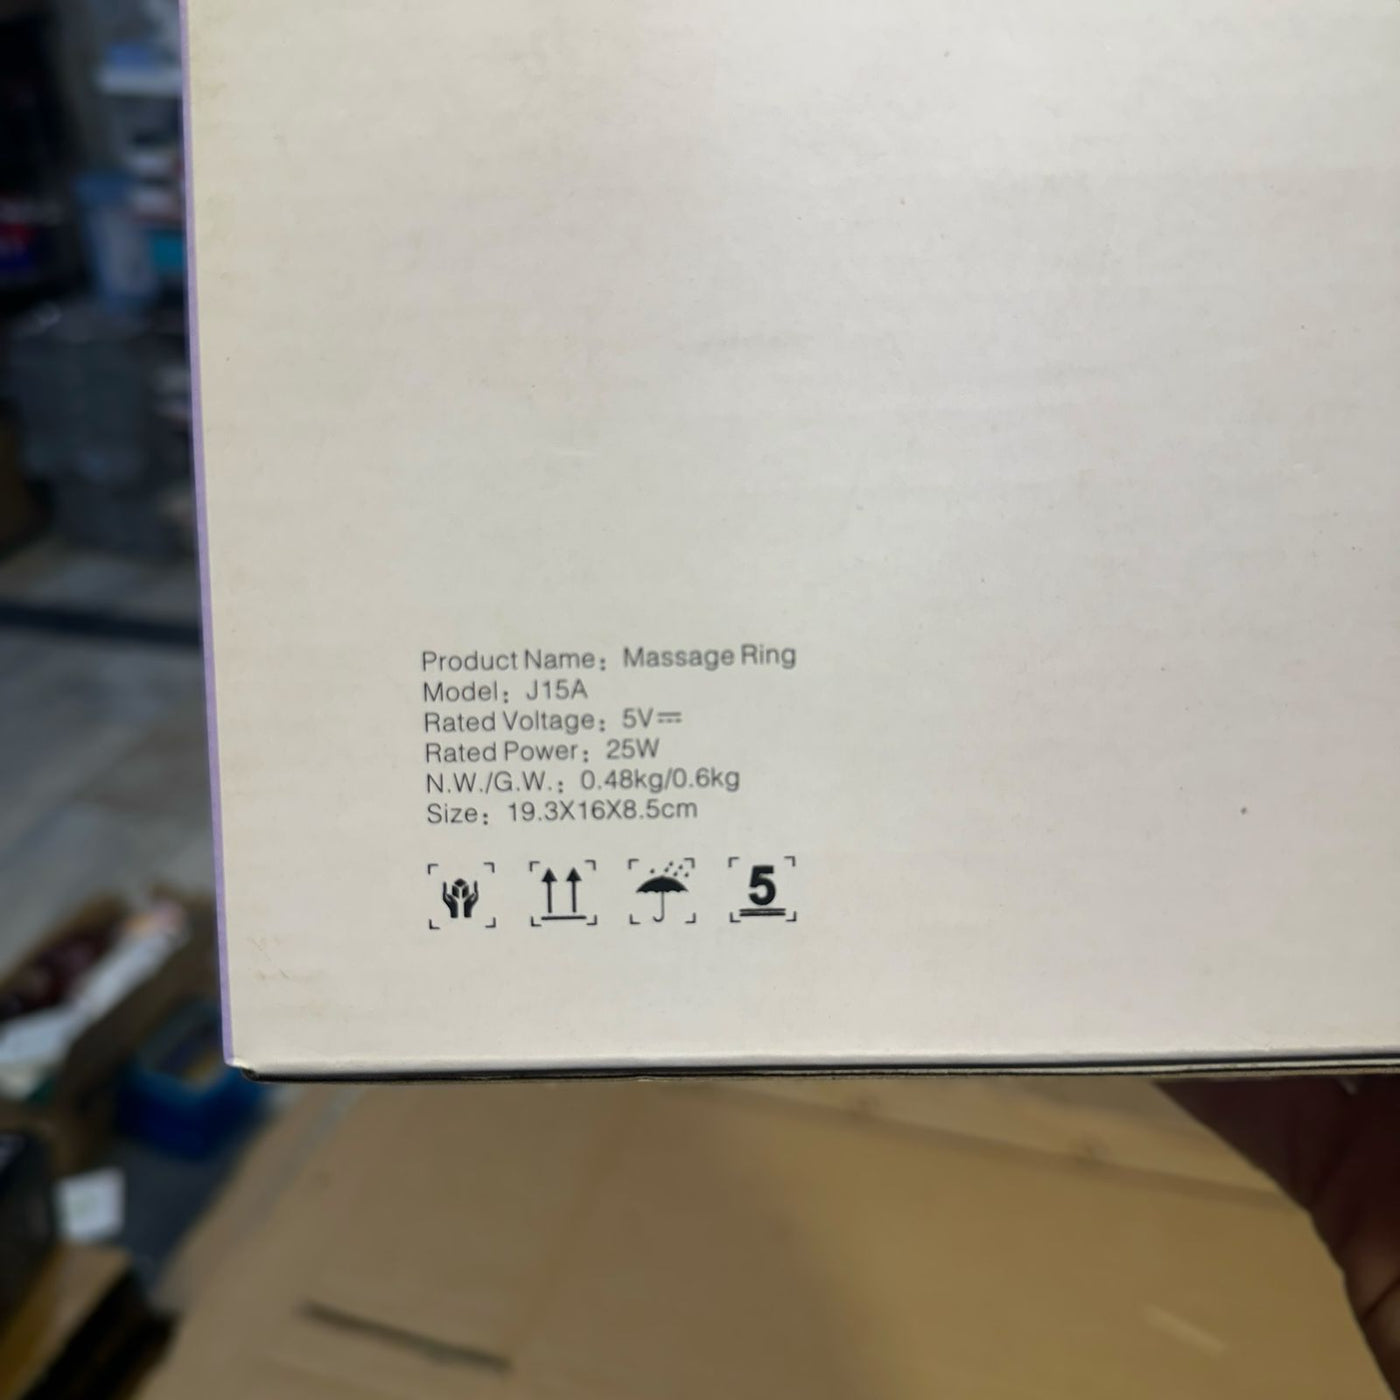 Product Name：Massage Ring
Model：J15A
Rated Voltage：5V⎓
Rated Power：25W
N.W./G.W.：0.48kg/0.6kg
Size：19.3X16X8.5cm
5